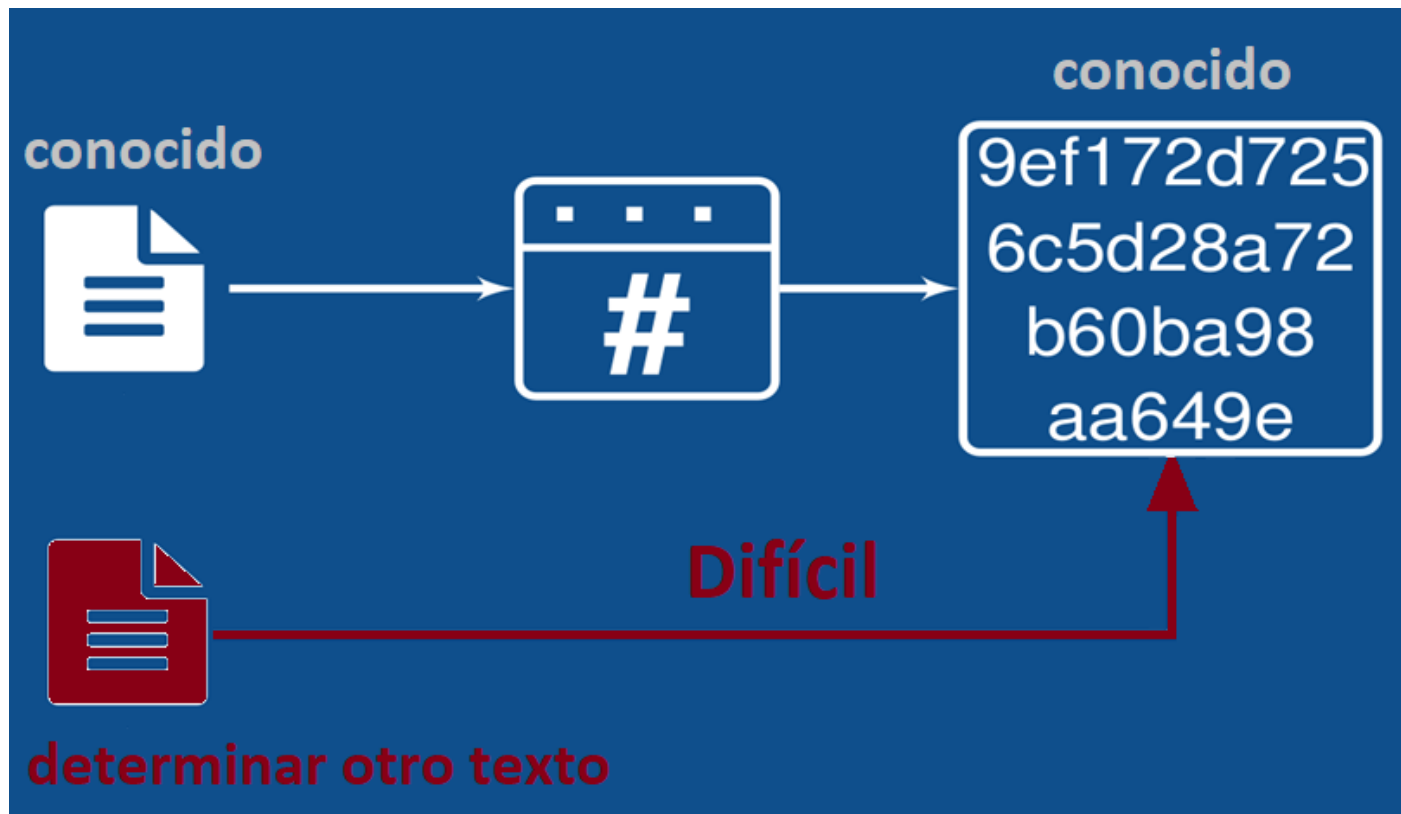 conocido
conocido
#
9ef172d725
6c5d28a72
b60ba98
aa649e
Difícil
determinar otro texto